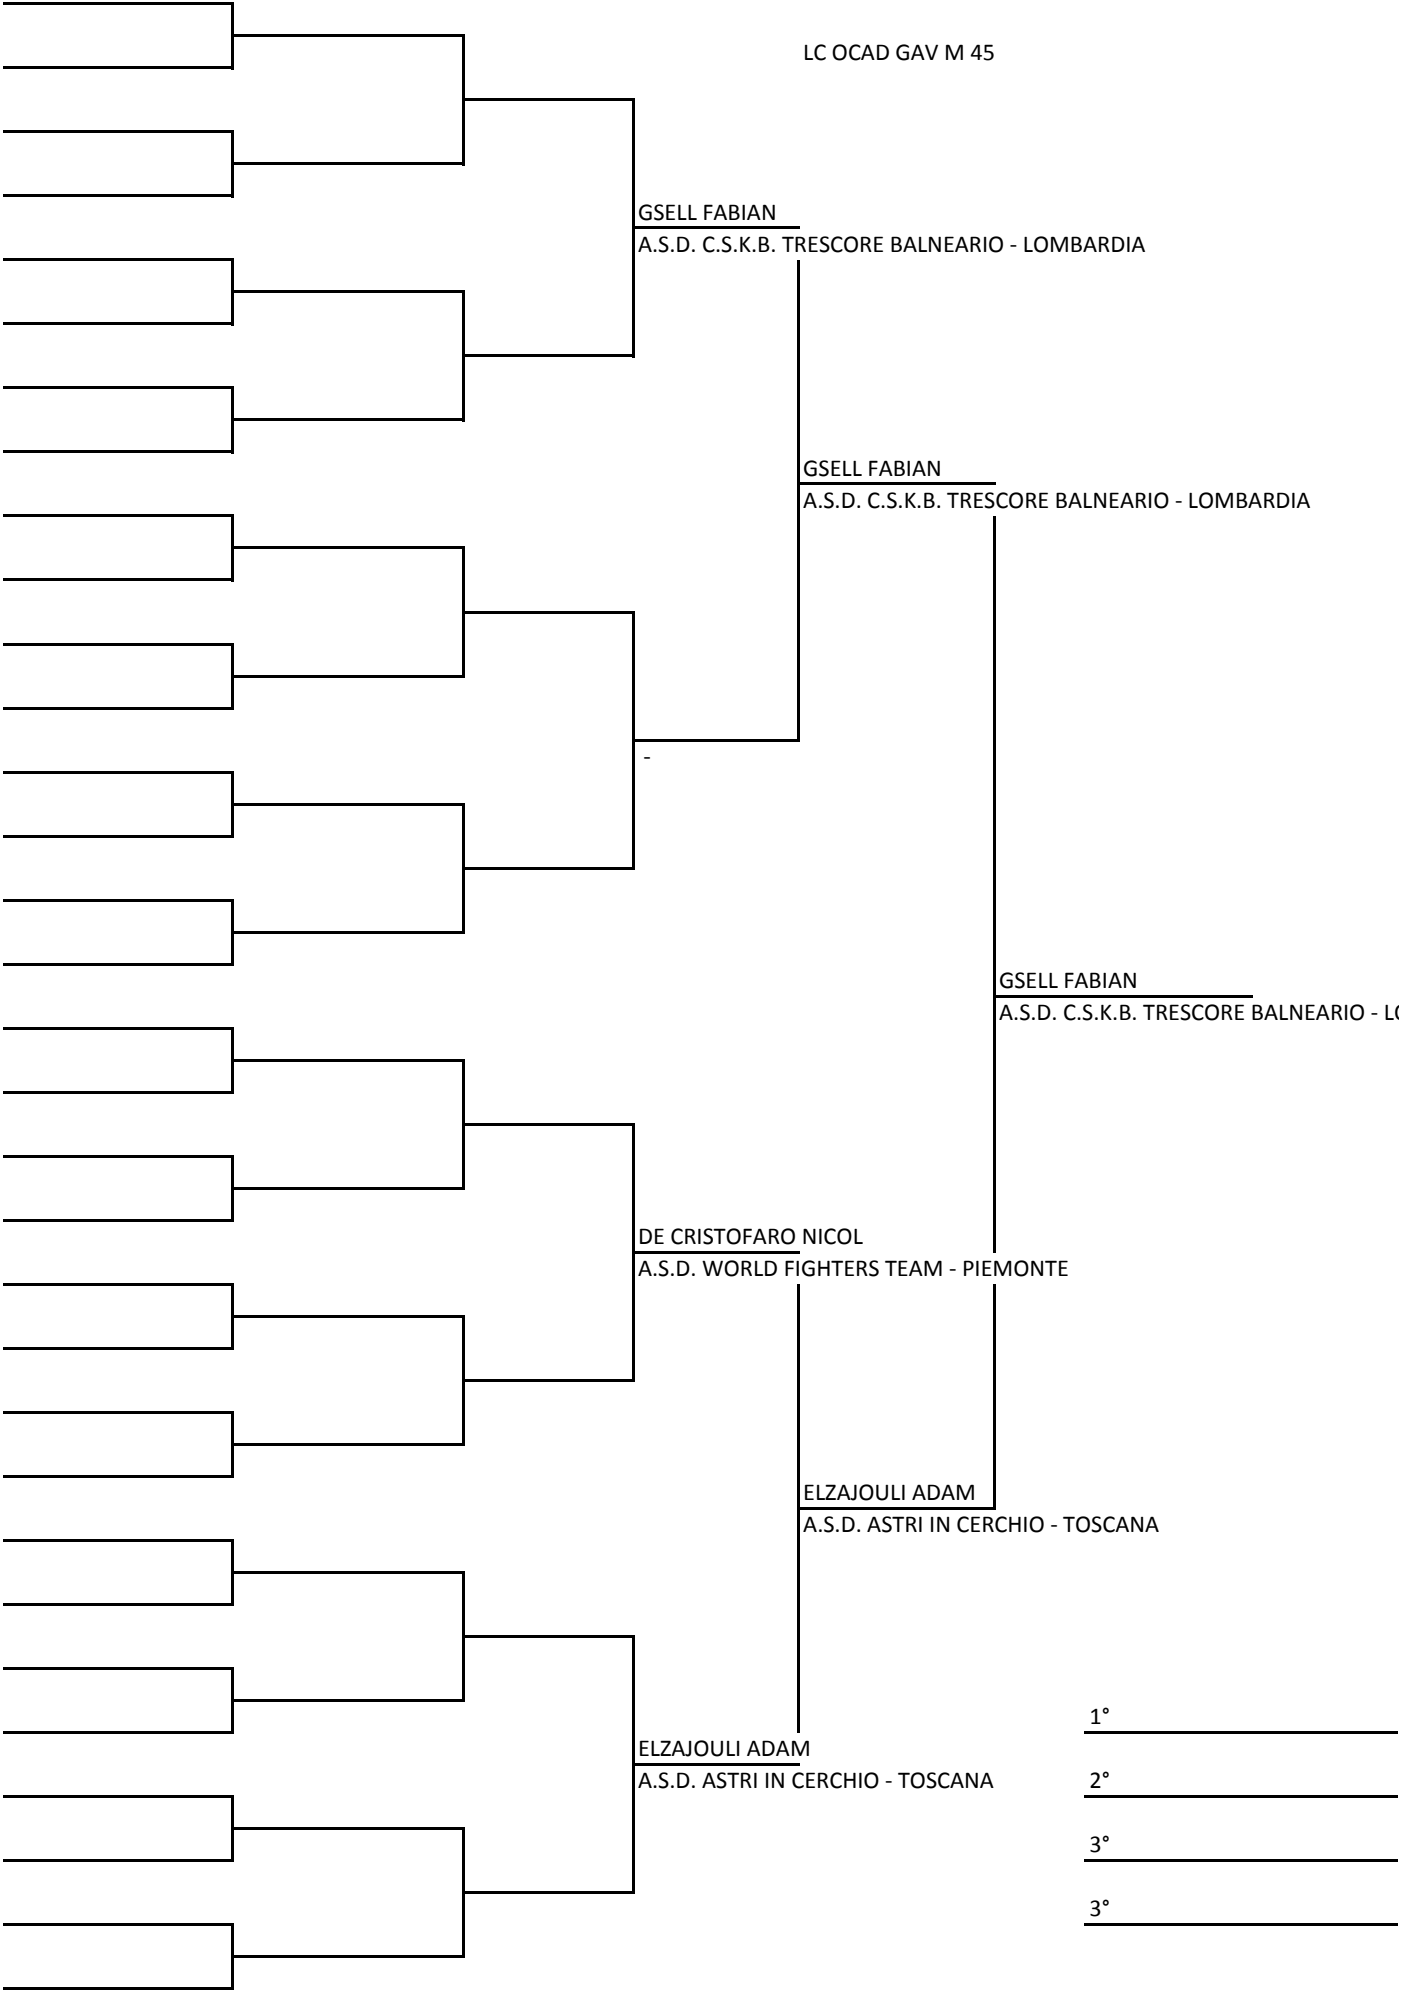 LC OCAD GAV M 45
GSELL FABIAN
A.S.D. C.S.K.B. TRESCORE BALNEARIO - LOMBARDIA
GSELL FABIAN
A.S.D. C.S.K.B. TRESCORE BALNEARIO - LOMBARDIA
-
GSELL FABIAN
A.S.D. C.S.K.B. TRESCORE BALNEARIO - L
DE CRISTOFARO NICOL
A.S.D. WORLD FIGHTERS TEAM - PIEMONTE
ELZAJOULI ADAM
A.S.D. ASTRI IN CERCHIO - TOSCANA
1°
ELZAJOULI ADAM
A.S.D. ASTRI IN CERCHIO - TOSCANA
2°
3°
3°